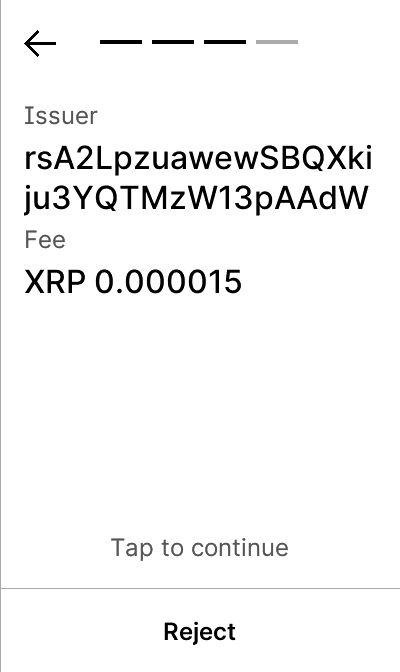 Issuer
rsA2LpzuawewSBQXki
ju3YQTMzW13pAAdW
Fee
XRP 0.000015
Tap to continue
Reject